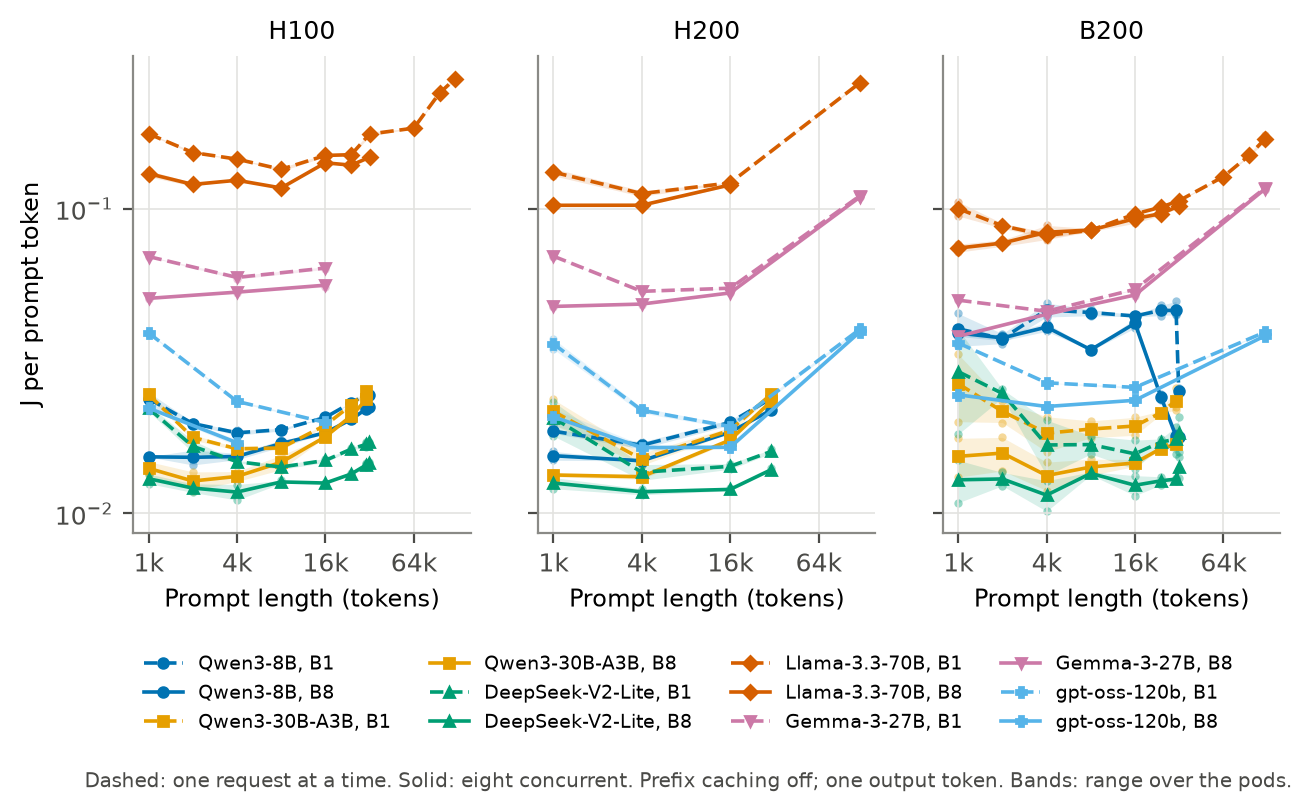 H100
H200
B200
J per prompt token
10⁻¹
10⁻²
1k 4k 16k 64k
1k 4k 16k 64k
1k 4k 16k 64k
Prompt length (tokens)
Prompt length (tokens)
Prompt length (tokens)
Qwen3-8B, B1
Qwen3-8B, B8
Qwen3-30B-A3B, B1
Qwen3-30B-A3B, B8
DeepSeek-V2-Lite, B1
DeepSeek-V2-Lite, B8
Llama-3.3-70B, B1
Llama-3.3-70B, B8
Gemma-3-27B, B1
Gemma-3-27B, B8
gpt-oss-120b, B1
gpt-oss-120b, B8
Dashed: one request at a time. Solid: eight concurrent. Prefix caching off; one output token. Bands: range over the pods.